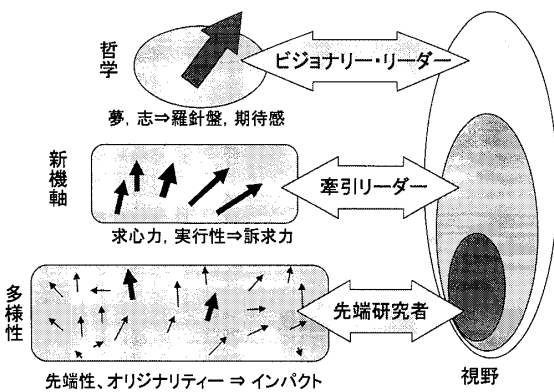 哲学
ビジョナリー・リーダー
夢, 志⇒羅針盤, 期待感
新機軸
牽引リーダー
求心力, 実行性⇒訴求力
多様性
先端研究者
先端性、オリジナリティー ⇒ インパクト
視野